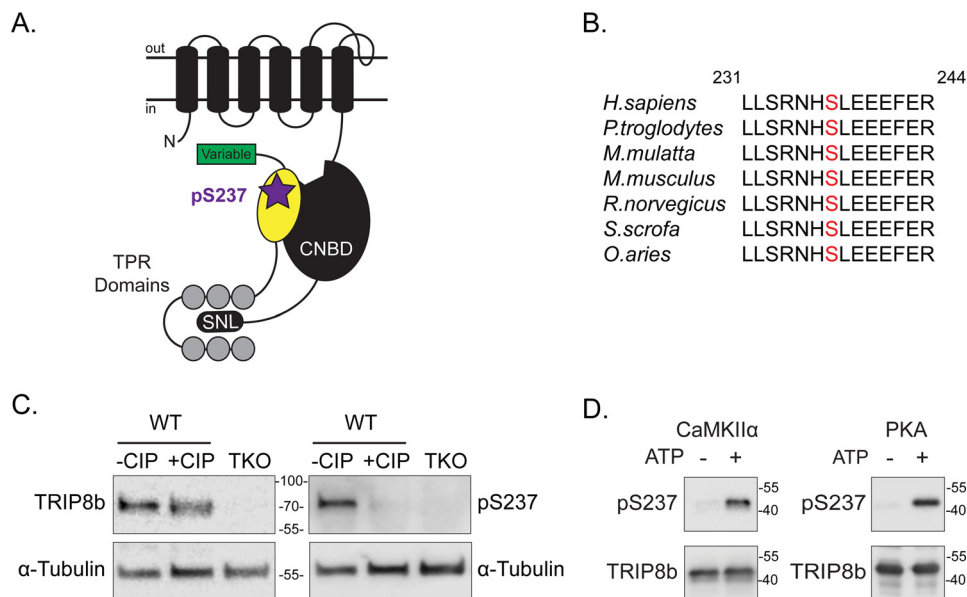 A.
out
in
N
Variable
pS237
CNBD
TPR
Domains
SNL
B.
231 244
H.sapiens LLSRNHSLEEEFER
P.troglodytes LLSRNHSLEEEFER
M.mulatta LLSRNHSLEEEFER
M.musculus LLSRNHSLEEEFER
R.norvegicus LLSRNHSLEEEFER
S.scrofa LLSRNHSLEEEFER
O.aries LLSRNHSLEEEFER
C.
WT WT
-CIP +CIP TKO -CIP +CIP TKO
TRIP8b -100- pS237
-70-
-55-
α-Tubulin -55- α-Tubulin
D.
CaMKIIα PKA
ATP - + ATP - +
pS237 -55 pS237 -55
-40 -40
TRIP8b -55 TRIP8b -55
-40 -40